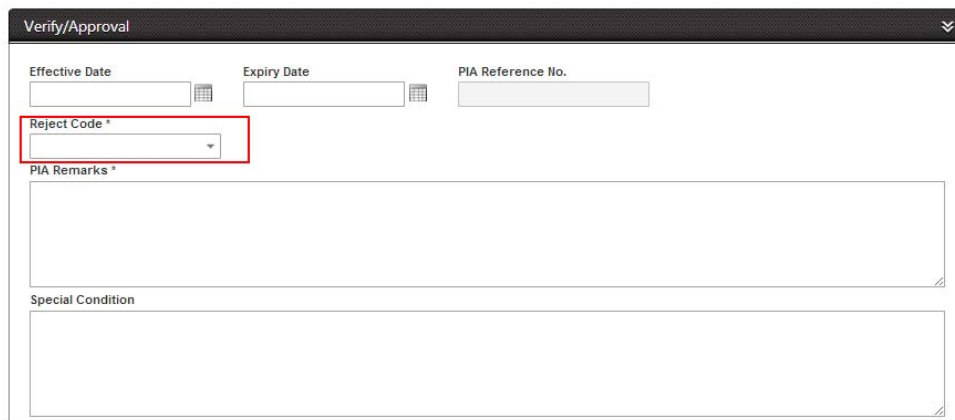 Verify/Approval
Effective Date Expiry Date PIA Reference No.
Reject Code *
PIA Remarks *
Special Condition